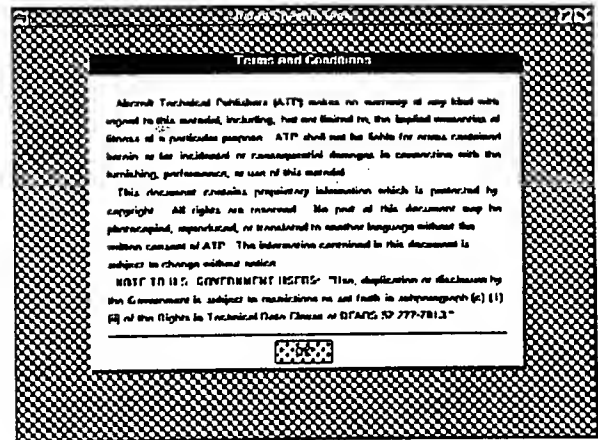 Terms and Conditions
Aircraft Technical Publishers (ATP) makes no warranty of any kind with
regard to this material, including, but not limited to, the implied warranties of
fitness of a particular purpose. ATP shall not be liable for errors contained
herein or for incidental or consequential damages in connection with the
furnishing, performance, or use of this material.
This document contains proprietary information which is protected by
copyright. All rights are reserved. No part of this document may be
photocopied, reproduced, or translated to another language without the
written consent of ATP. The information contained in this document is
subject to change without notice.
NOTE TO U.S. GOVERNMENT USERS: "Use, duplication or disclosure by
the Government is subject to restrictions as set forth in subparagraph (c) (1)
of the Rights in Technical Data Clause at DFARS